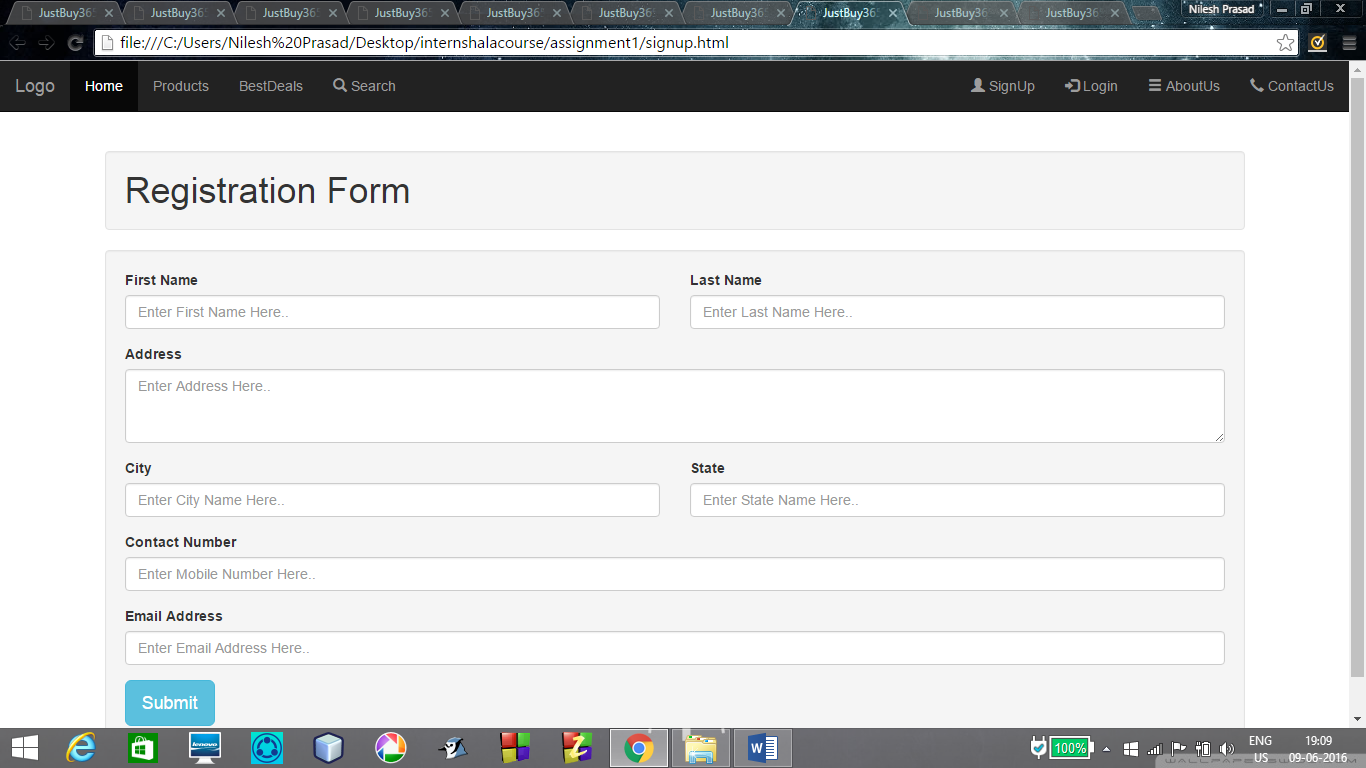 JustBuy36 JustBuy36 JustBuy36 JustBuy36 JustBuy36 JustBuy36 JustBuy36 JustBuy36 JustBuy36 JustBuy36 Nilesh Prasad
file:///C:/Users/Nilesh%20Prasad/Desktop/internshalacourse/assignment1/signup.html
Logo Home Products BestDeals Search SignUp Login AboutUs ContactUs
Registration Form
First Name Last Name
Enter First Name Here.. Enter Last Name Here..
Address
Enter Address Here..
City State
Enter City Name Here.. Enter State Name Here..
Contact Number
Enter Mobile Number Here..
Email Address
Enter Email Address Here..
Submit
lenovo 100% ENG 19:09
US 09-06-2016